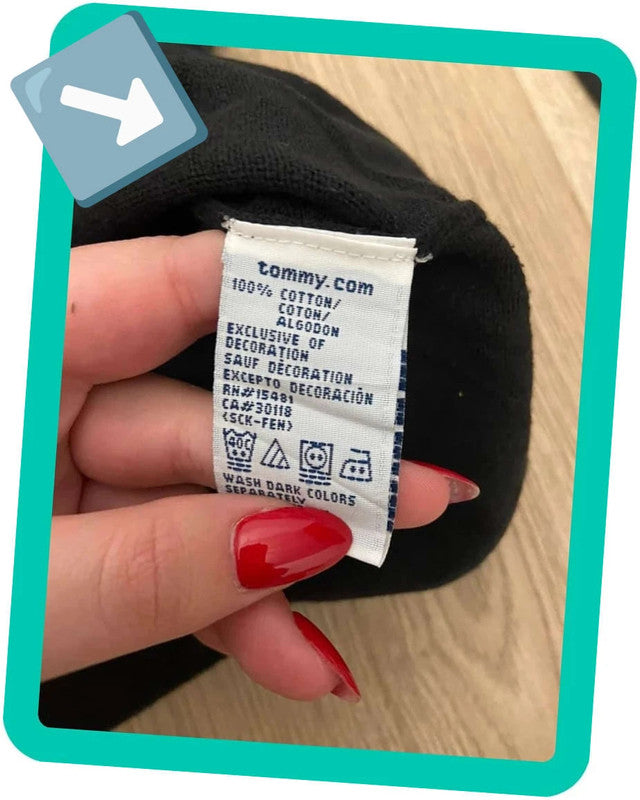 tommy.com
100% COTTON/
COTON/
ALGODON
EXCLUSIVE OF
DECORATION
SAUF DECORATION
EXCEPTO DECORACIÓN
RN#15481
CA#30118
(SCK-FEN)
40C
WASH DARK COLORS
SEPARATELY